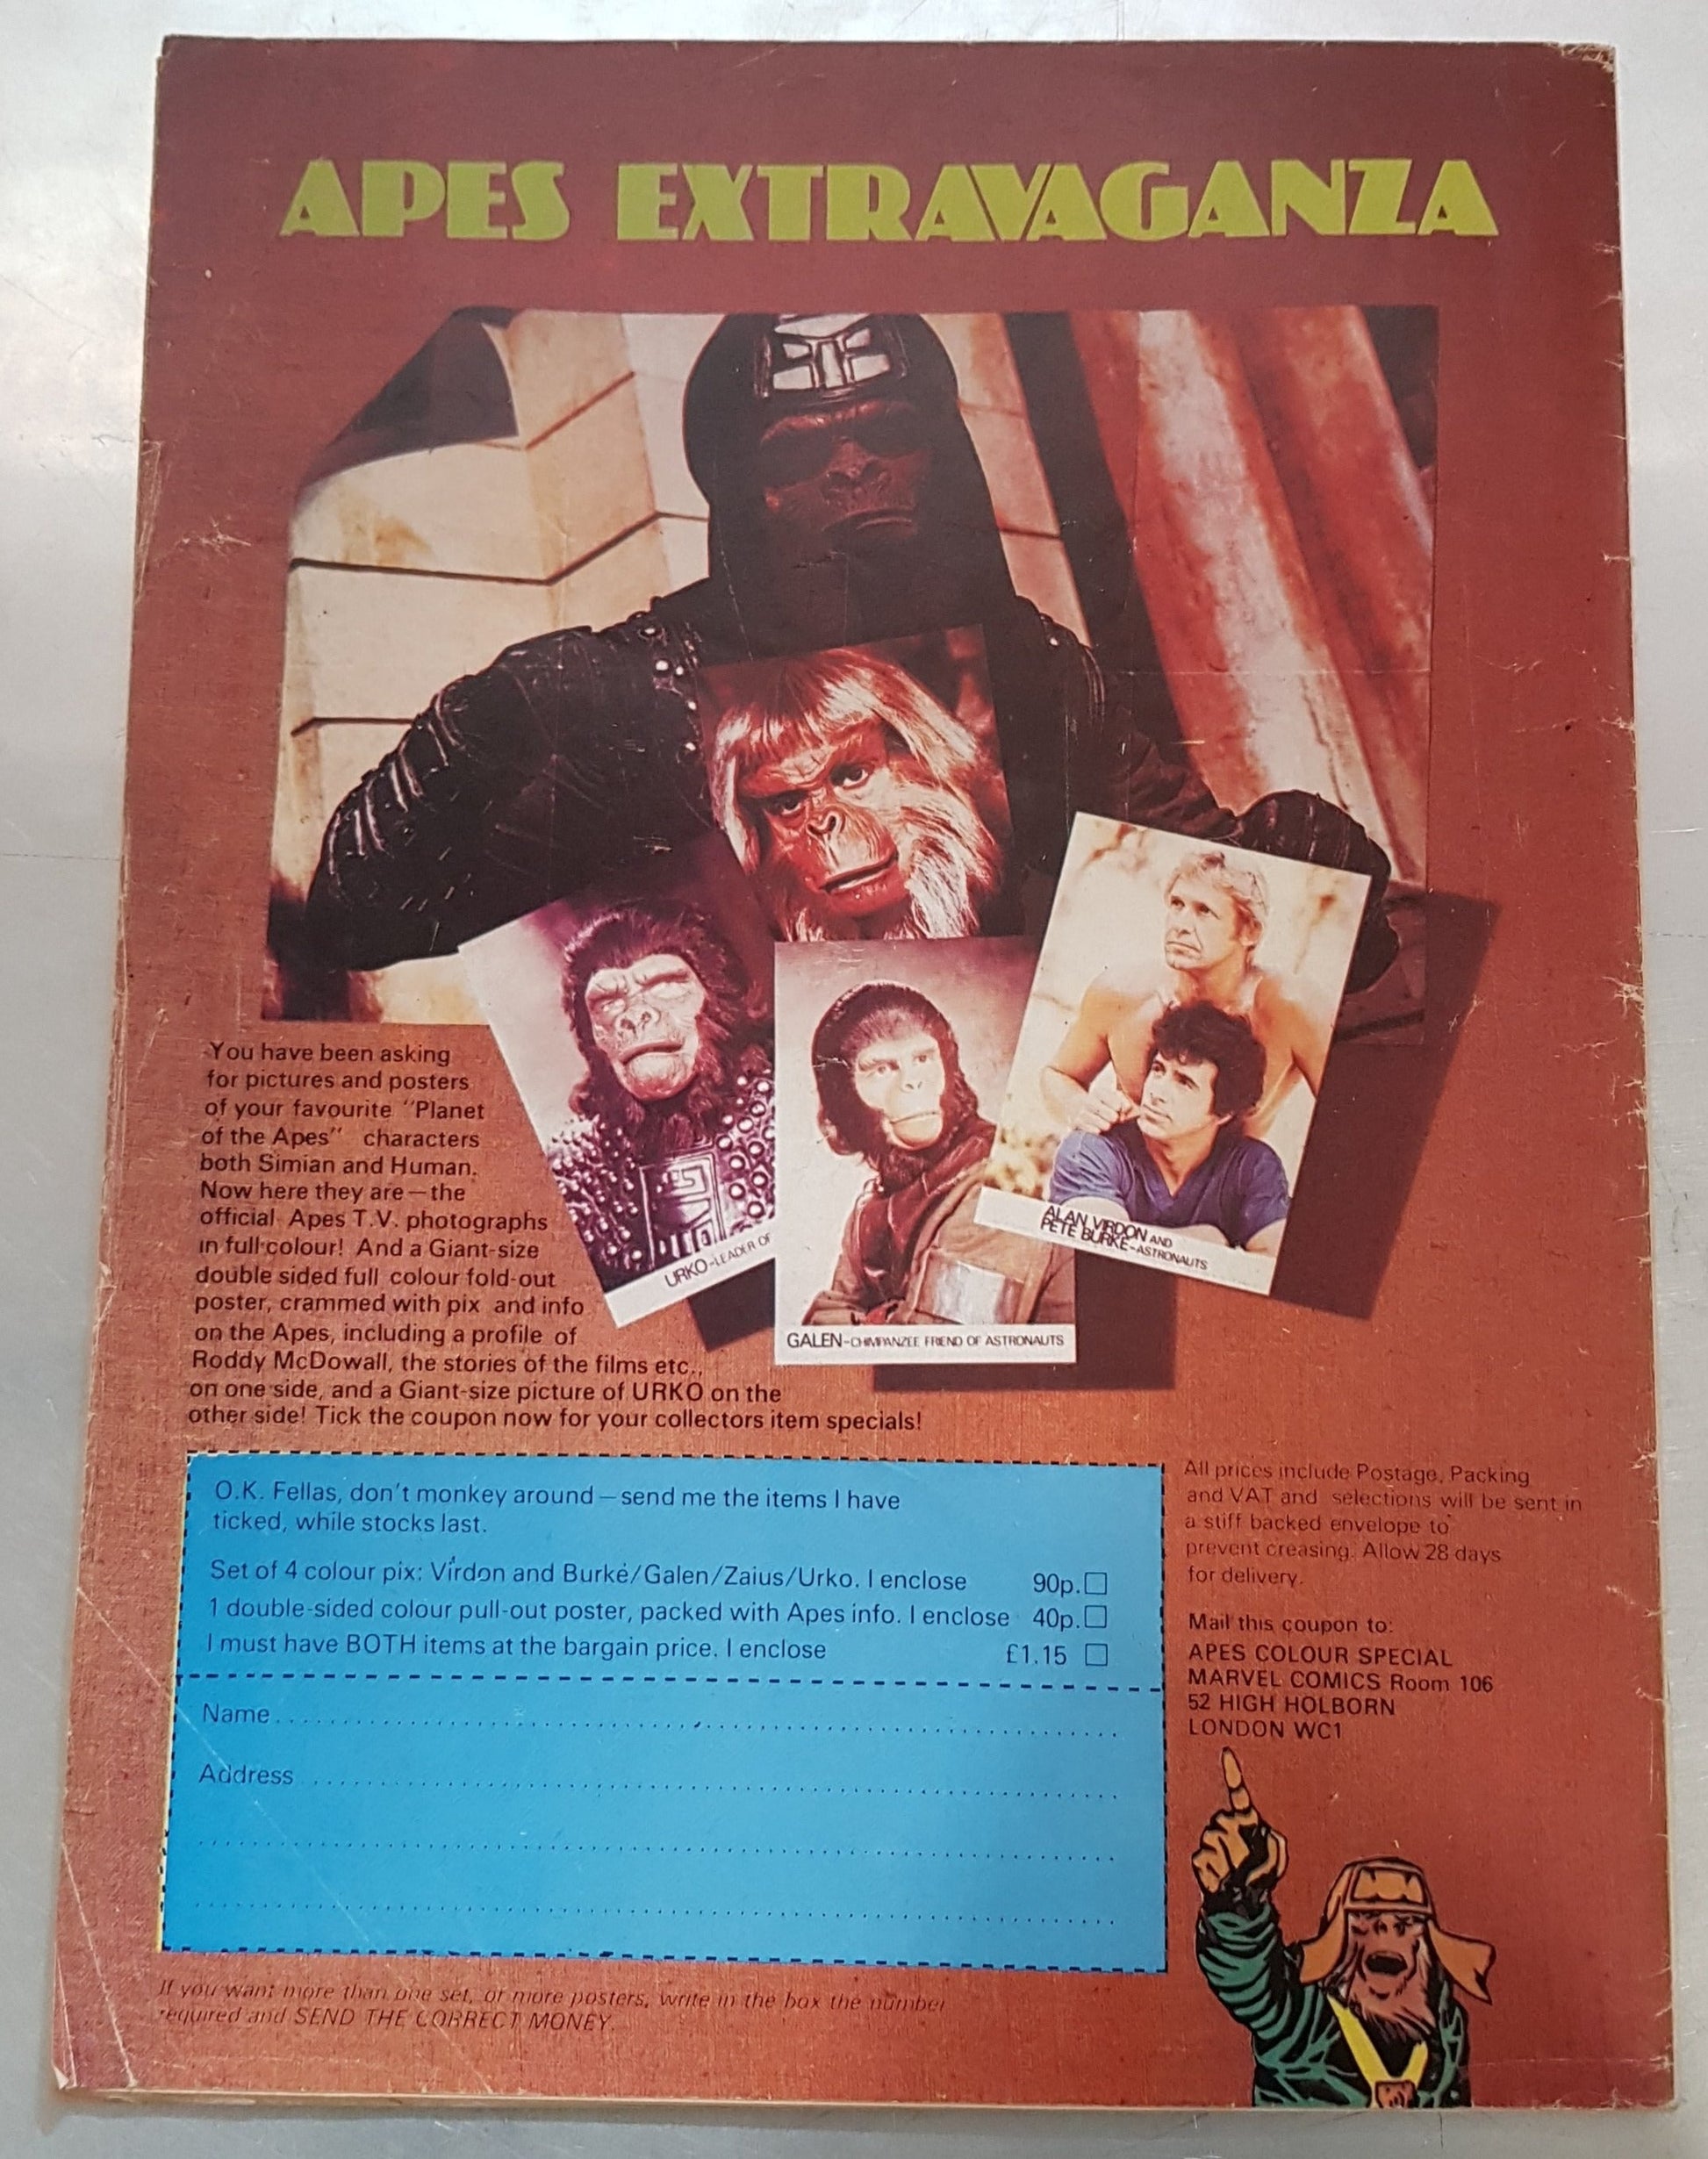 APES EXTRAVAGANZA
You have been asking
for pictures and posters
of your favourite "Planet
of the Apes" characters
both Simian and Human.
Now here they are—the
official Apes T.V. photographs
in full colour! And a Giant-size
double sided full colour fold-out
poster, crammed with pix and info
on the Apes, including a profile of
Roddy McDowall, the stories of the films etc.,
on one side, and a Giant-size picture of URKO on the
other side! Tick the coupon now for your collectors item specials!
URKO-LEADER OF
GALEN-CHIMPANZEE FRIEND OF ASTRONAUTS
ALAN VIRDON AND
PETE BURKE-ASTRONAUTS
O.K. Fellas, don't monkey around—send me the items I have
ticked, while stocks last.
Set of 4 colour pix: Virdon and Burke/Galen/Zaius/Urko. I enclose 90p.
1 double-sided colour pull-out poster, packed with Apes info. I enclose 40p.
I must have BOTH items at the bargain price. I enclose £1.15
Name
Address
All prices include Postage, Packing
and VAT and selections will be sent in
a stiff backed envelope to
prevent creasing. Allow 28 days
for delivery.
Mail this coupon to:
APES COLOUR SPECIAL
MARVEL COMICS Room 106
52 HIGH HOLBORN
LONDON WC1
If you want more than one set, or more posters, write in the box the number
required and SEND THE CORRECT MONEY.